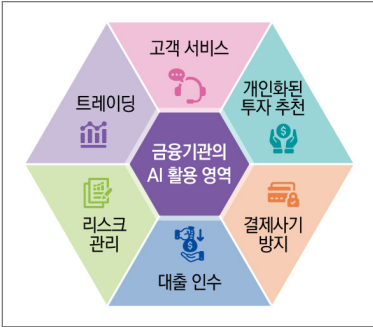 고객 서비스
개인화된
투자 추천
결제사기
방지
대출 인수
리스크
관리
트레이딩
금융기관의
AI 활용 영역